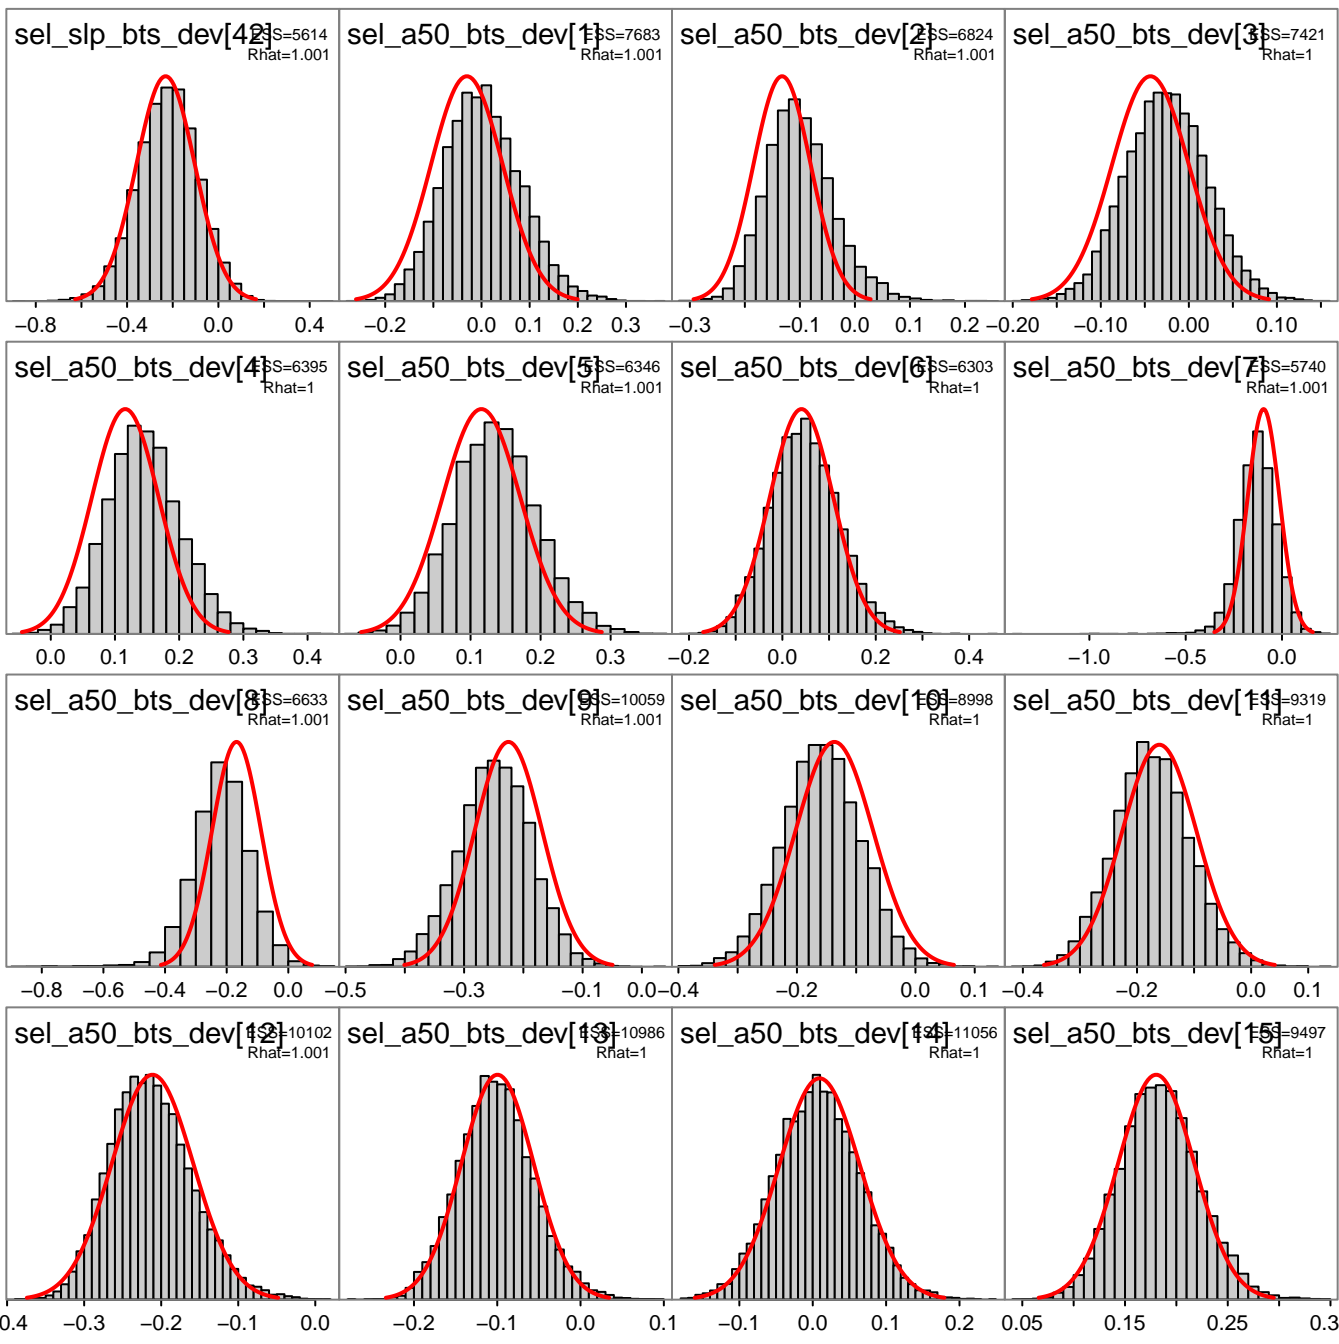 sel_slp_bts_dev[42] ESS=5614
Rhat=1.001
sel_a50_bts_dev[1] ESS=7683
Rhat=1.001
sel_a50_bts_dev[2] ESS=6824
Rhat=1.001
sel_a50_bts_dev[3] ESS=7421
Rhat=1
−0.8 −0.4 0.0 0.4
−0.2 0.0 0.1 0.2 0.3
−0.3 −0.1 0.0 0.1 0.2
−0.20 −0.10 0.00 0.10
sel_a50_bts_dev[4] ESS=6395
Rhat=1
sel_a50_bts_dev[5] ESS=6346
Rhat=1.001
sel_a50_bts_dev[6] ESS=6303
Rhat=1
sel_a50_bts_dev[7] ESS=5740
Rhat=1.001
0.0 0.1 0.2 0.3 0.4
0.0 0.1 0.2 0.3
−0.2 0.0 0.2 0.4
−1.0 −0.5 0.0
sel_a50_bts_dev[8] ESS=6633
Rhat=1.001
sel_a50_bts_dev[9] ESS=10059
Rhat=1.001
sel_a50_bts_dev[10] ESS=8998
Rhat=1
sel_a50_bts_dev[11] ESS=9319
Rhat=1
−0.8 −0.6 −0.4 −0.2 0.0
−0.5 −0.3 −0.1 0.0
−0.4 −0.2 0.0 0.1
−0.4 −0.2 0.0 0.1
sel_a50_bts_dev[12] ESS=10102
Rhat=1.001
sel_a50_bts_dev[13] ESS=10986
Rhat=1
sel_a50_bts_dev[14] ESS=11056
Rhat=1
sel_a50_bts_dev[15] ESS=9497
Rhat=1
0.4 −0.3 −0.2 −0.1 0.0
−0.2 −0.1 0.0 0.1
−0.1 0.0 0.1 0.2
0.05 0.15 0.25 0.3